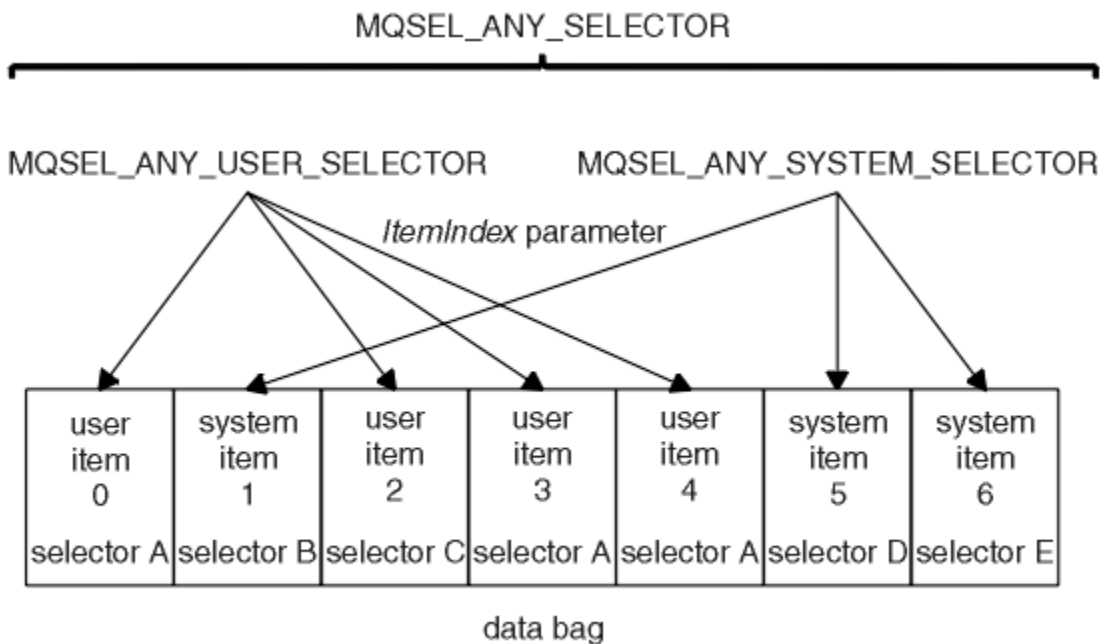 MQSEL_ANY_SELECTOR
MQSEL_ANY_USER_SELECTOR
MQSEL_ANY_SYSTEM_SELECTOR
ItemIndex parameter
user
item
0
selector A
system
item
1
selector B
user
item
2
selector C
user
item
3
selector A
user
item
4
selector A
system
item
5
selector D
system
item
6
selector E
data bag